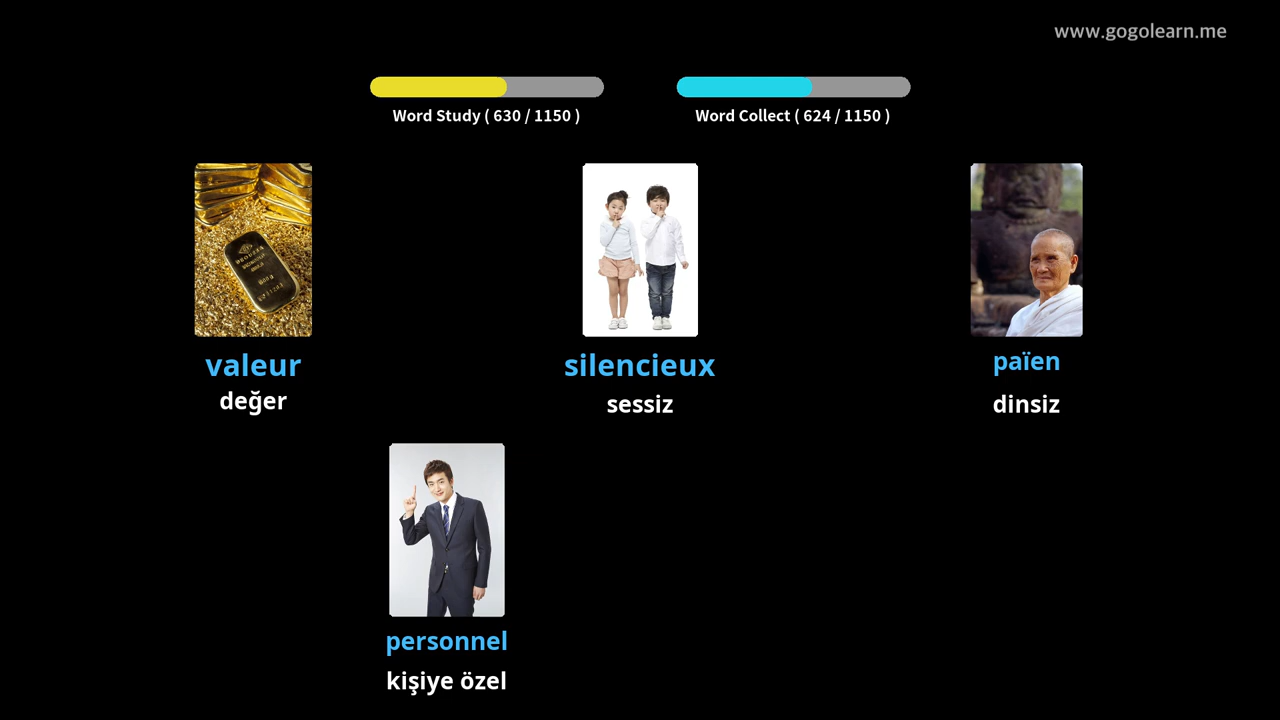 www.gogolearn.me
Word Study ( 630 / 1150 )
Word Collect ( 624 / 1150 )
valeur
değer
silencieux
sessiz
païen
dinsiz
personnel
kişiye özel